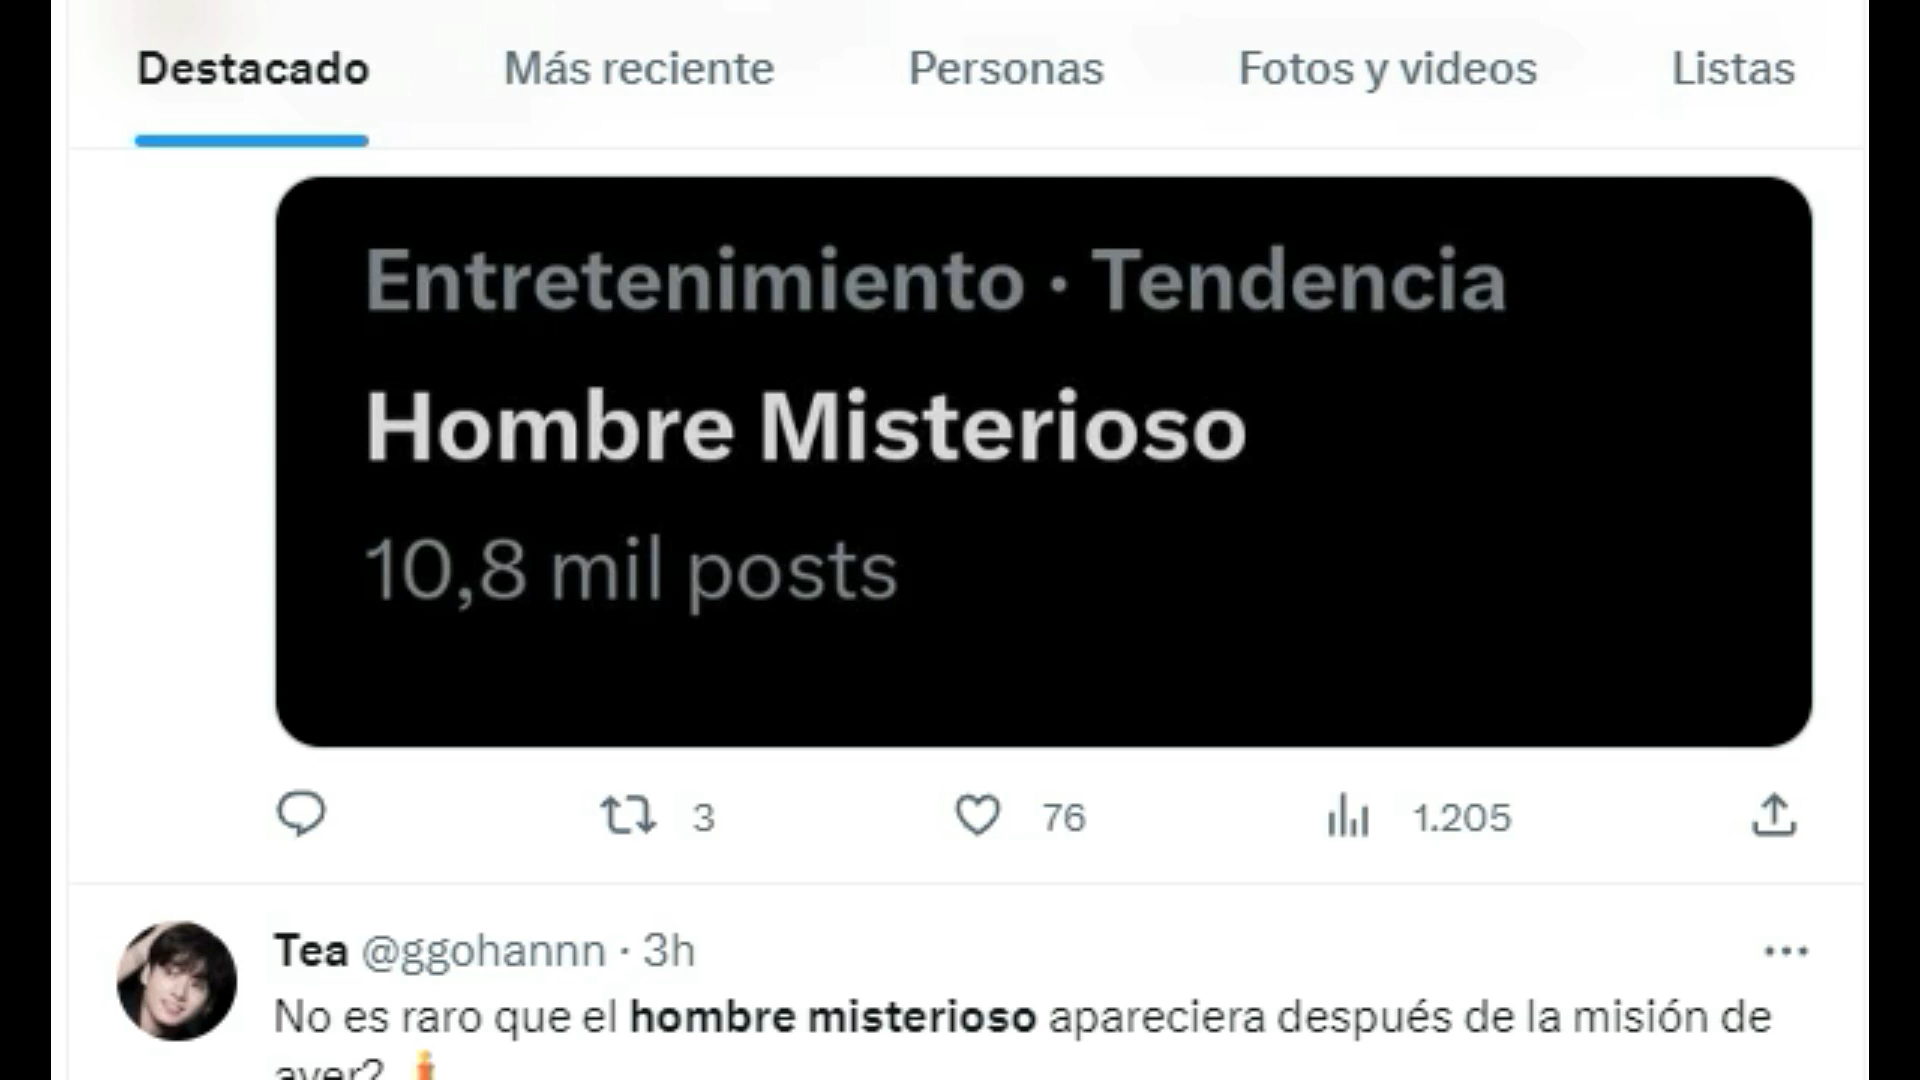 Destacado Más reciente Personas Fotos y videos Listas
Entretenimiento · Tendencia
Hombre Misterioso
10,8 mil posts
3 76 1.205
Tea @ggohannn · 3h
No es raro que el hombre misterioso apareciera después de la misión de
ayer?